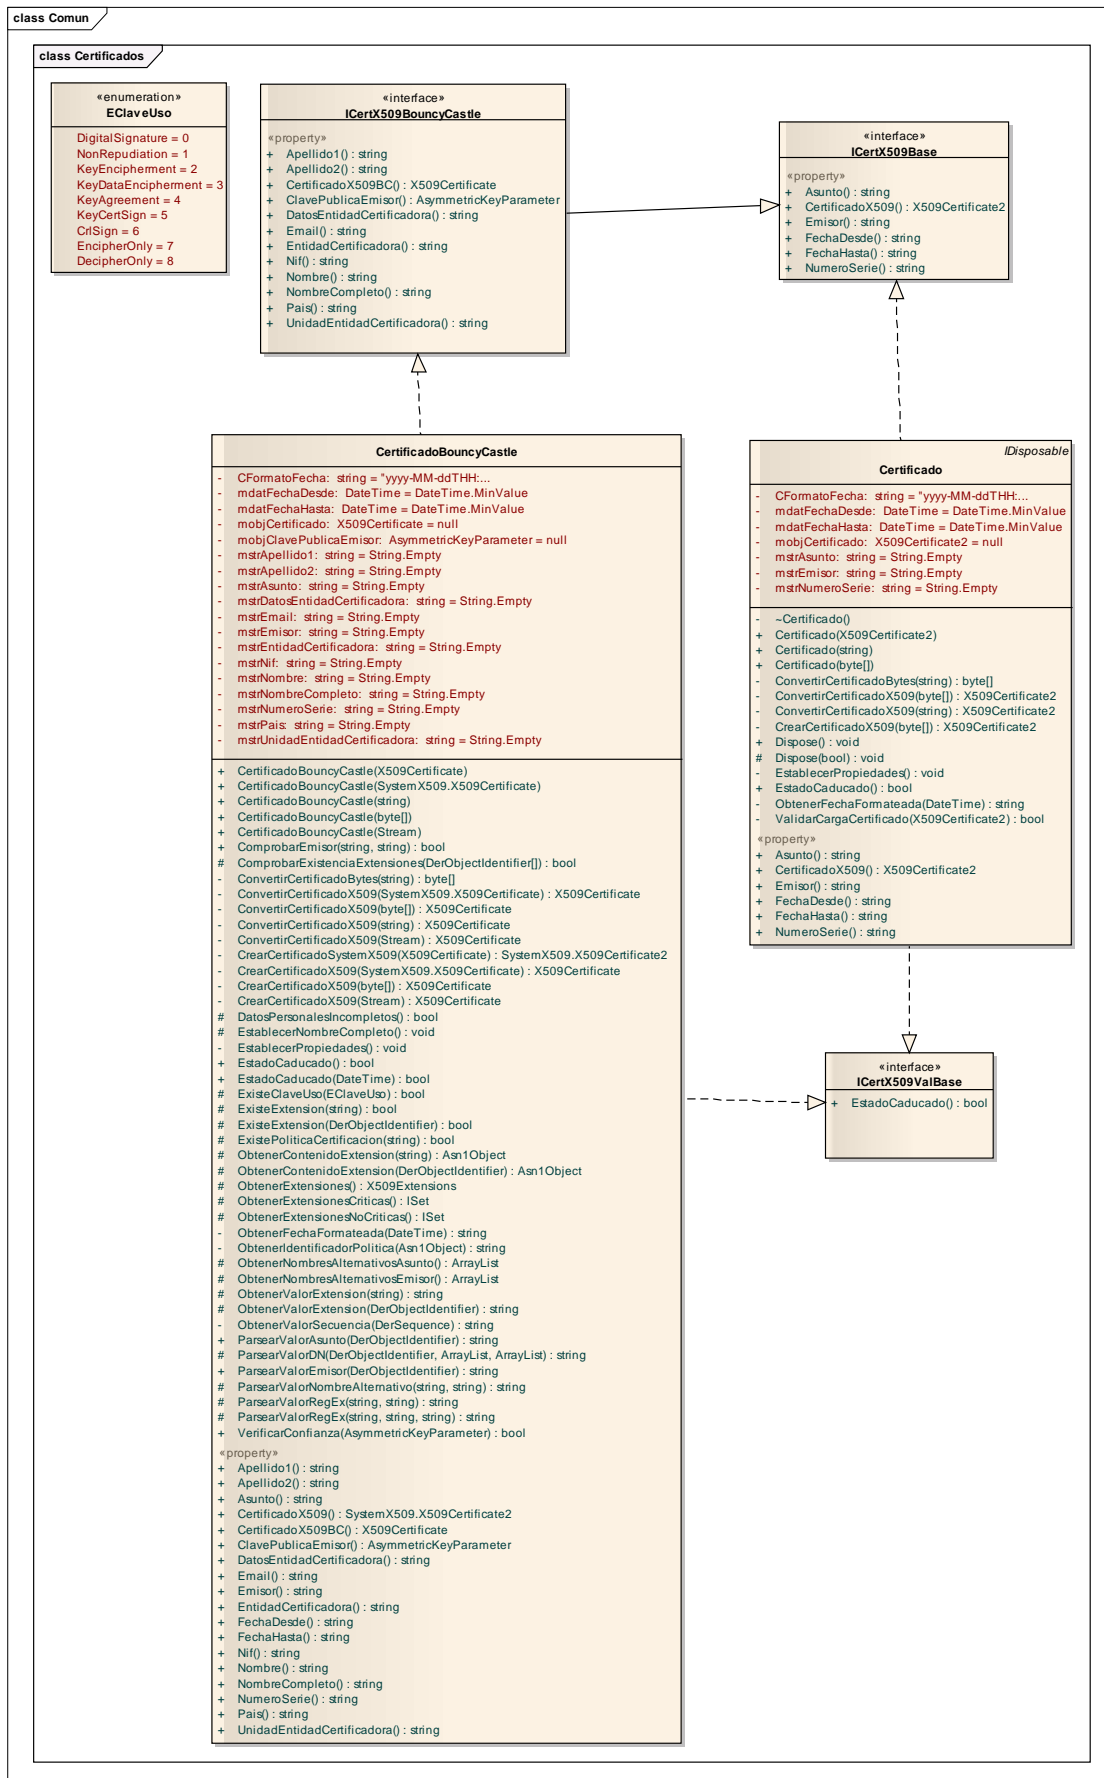 class Comun
class Certificados
«enumeration»
EClaveUso
DigitalSignature = 0
NonRepudiation = 1
KeyEncipherment = 2
KeyDataEncipherment = 3
KeyAgreement = 4
KeyCertSign = 5
CrlSign = 6
EncipherOnly = 7
DecipherOnly = 8
«interface»
ICertX509BouncyCastle
«property»
+ Apellido1() : string
+ Apellido2() : string
+ CertificadoX509BC() : X509Certificate
+ ClavePublicaEmisor() : AsymmetricKeyParameter
+ DatosEntidadCertificadora() : string
+ Email() : string
+ EntidadCertificadora() : string
+ Nif() : string
+ Nombre() : string
+ NombreCompleto() : string
+ Pais() : string
+ UnidadEntidadCertificadora() : string
«interface»
ICertX509Base
«property»
+ Asunto() : string
+ CertificadoX509() : X509Certificate2
+ Emisor() : string
+ FechaDesde() : string
+ FechaHasta() : string
+ NumeroSerie() : string
CertificadoBouncyCastle
- CFormatoFecha: string = "yyyy-MM-ddTHH:...
- mdatFechaDesde: DateTime = DateTime.MinValue
- mdatFechaHasta: DateTime = DateTime.MinValue
- mobjCertificado: X509Certificate = null
- mobjClavePublicaEmisor: AsymmetricKeyParameter = null
- mstrApellido1: string = String.Empty
- mstrApellido2: string = String.Empty
- mstrAsunto: string = String.Empty
- mstrDatosEntidadCertificadora: string = String.Empty
- mstrEmail: string = String.Empty
- mstrEmisor: string = String.Empty
- mstrEntidadCertificadora: string = String.Empty
- mstrNif: string = String.Empty
- mstrNombre: string = String.Empty
- mstrNombreCompleto: string = String.Empty
- mstrNumeroSerie: string = String.Empty
- mstrPais: string = String.Empty
- mstrUnidadEntidadCertificadora: string = String.Empty
+ CertificadoBouncyCastle(X509Certificate)
+ CertificadoBouncyCastle(SystemX509.X509Certificate)
+ CertificadoBouncyCastle(string)
+ CertificadoBouncyCastle(byte[])
+ CertificadoBouncyCastle(Stream)
+ ComprobarEmisor(string, string) : bool
# ComprobarExistenciaExtensiones(DerObjectIdentifier[]) : bool
- ConvertirCertificadoBytes(string) : byte[]
- ConvertirCertificadoX509(SystemX509.X509Certificate) : X509Certificate
- ConvertirCertificadoX509(byte[]) : X509Certificate
- ConvertirCertificadoX509(string) : X509Certificate
- ConvertirCertificadoX509(Stream) : X509Certificate
- CrearCertificadoSystemX509(X509Certificate) : SystemX509.X509Certificate2
- CrearCertificadoX509(SystemX509.X509Certificate) : X509Certificate
- CrearCertificadoX509(byte[]) : X509Certificate
- CrearCertificadoX509(Stream) : X509Certificate
# DatosPersonalesIncompletos() : bool
# EstablecerNombreCompleto() : void
- EstablecerPropiedades() : void
+ EstadoCaducado() : bool
+ EstadoCaducado(DateTime) : bool
# ExisteClaveUso(EClaveUso) : bool
# ExisteExtension(string) : bool
# ExisteExtension(DerObjectIdentifier) : bool
# ExistePoliticaCertificacion(string) : bool
# ObtenerContenidoExtension(string) : Asn1Object
# ObtenerContenidoExtension(DerObjectIdentifier) : Asn1Object
# ObtenerExtensiones() : X509Extensions
# ObtenerExtensionesCriticas() : ISet
# ObtenerExtensionesNoCriticas() : ISet
- ObtenerFechaFormateada(DateTime) : string
- ObtenerIdentificadorPolitica(Asn1Object) : string
# ObtenerNombresAlternativosAsunto() : ArrayList
# ObtenerNombresAlternativosEmisor() : ArrayList
# ObtenerValorExtension(string) : string
# ObtenerValorExtension(DerObjectIdentifier) : string
- ObtenerValorSecuencia(DerSequence) : string
+ ParsearValorAsunto(DerObjectIdentifier) : string
# ParsearValorDN(DerObjectIdentifier, ArrayList, ArrayList) : string
+ ParsearValorEmisor(DerObjectIdentifier) : string
# ParsearValorNombreAlternativo(string, string) : string
# ParsearValorRegEx(string, string) : string
# ParsearValorRegEx(string, string, string) : string
+ VerificarConfianza(AsymmetricKeyParameter) : bool
«property»
+ Apellido1() : string
+ Apellido2() : string
+ Asunto() : string
+ CertificadoX509() : SystemX509.X509Certificate2
+ CertificadoX509BC() : X509Certificate
+ ClavePublicaEmisor() : AsymmetricKeyParameter
+ DatosEntidadCertificadora() : string
+ Email() : string
+ Emisor() : string
+ EntidadCertificadora() : string
+ FechaDesde() : string
+ FechaHasta() : string
+ Nif() : string
+ Nombre() : string
+ NombreCompleto() : string
+ NumeroSerie() : string
+ Pais() : string
+ UnidadEntidadCertificadora() : string
IDisposable
Certificado
- CFormatoFecha: string = "yyyy-MM-ddTHH:...
- mdatFechaDesde: DateTime = DateTime.MinValue
- mdatFechaHasta: DateTime = DateTime.MinValue
- mobjCertificado: X509Certificate2 = null
- mstrAsunto: string = String.Empty
- mstrEmisor: string = String.Empty
- mstrNumeroSerie: string = String.Empty
- ~Certificado()
+ Certificado(X509Certificate2)
+ Certificado(string)
+ Certificado(byte[])
- ConvertirCertificadoBytes(string) : byte[]
- ConvertirCertificadoX509(byte[]) : X509Certificate2
- ConvertirCertificadoX509(string) : X509Certificate2
- CrearCertificadoX509(byte[]) : X509Certificate2
+ Dispose() : void
# Dispose(bool) : void
- EstablecerPropiedades() : void
+ EstadoCaducado() : bool
- ObtenerFechaFormateada(DateTime) : string
- ValidarCargaCertificado(X509Certificate2) : bool
«property»
+ Asunto() : string
+ CertificadoX509() : X509Certificate2
+ Emisor() : string
+ FechaDesde() : string
+ FechaHasta() : string
+ NumeroSerie() : string
«interface»
ICertX509ValBase
+ EstadoCaducado() : bool